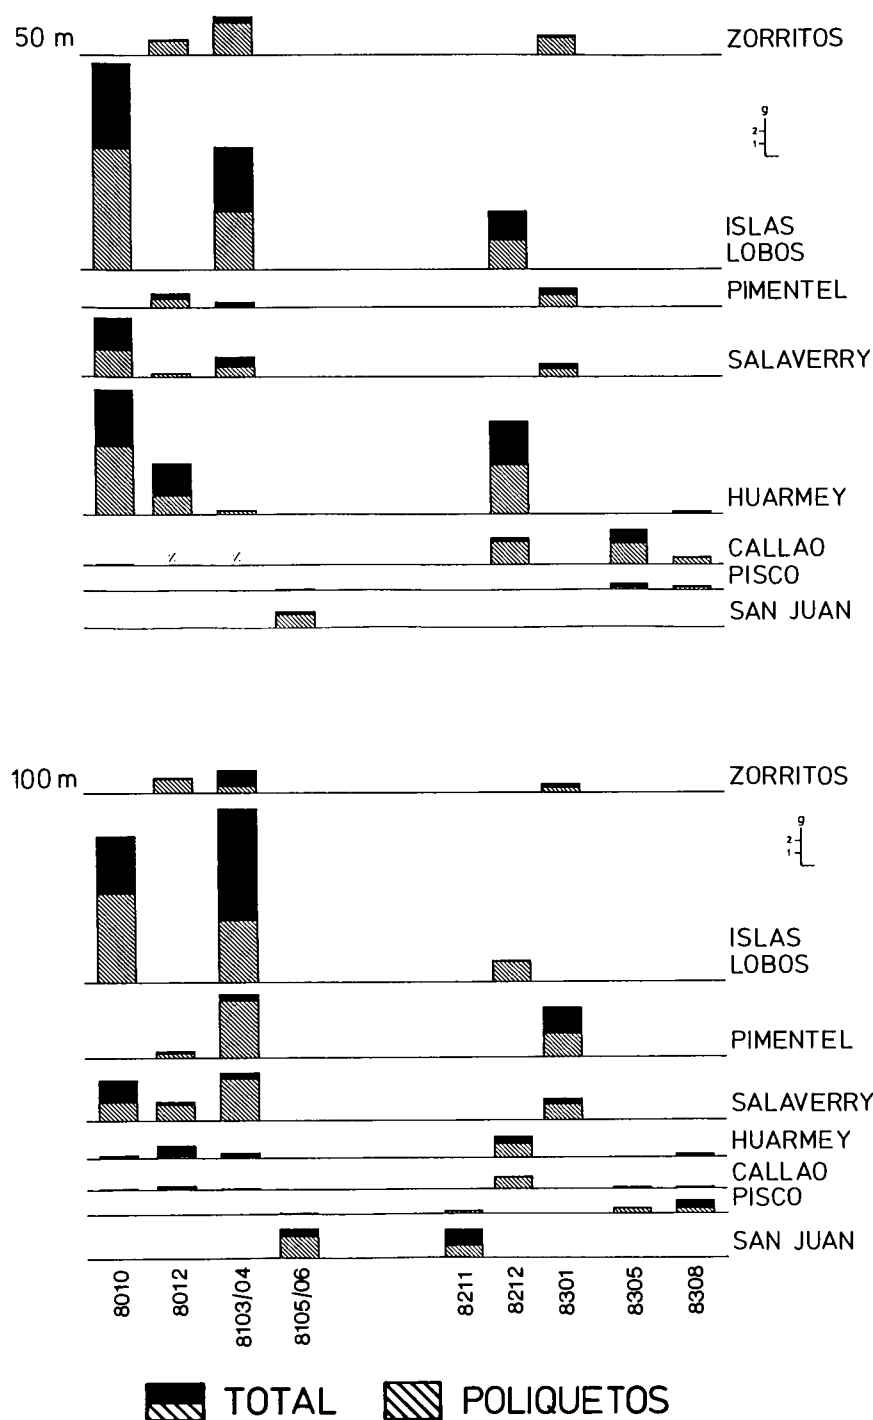 50 m
ZORRITOS
g
2
1
ISLAS
LOBOS
PIMENTEL
SALAVERRY
HUARMEY
CALLAO
PISCO
SAN JUAN
100 m
ZORRITOS
g
2
1
ISLAS
LOBOS
PIMENTEL
SALAVERRY
HUARMEY
CALLAO
PISCO
SAN JUAN
8010
8012
8103/04
8105/06
8211
8212
8301
8305
8308
TOTAL
POLIQUETOS